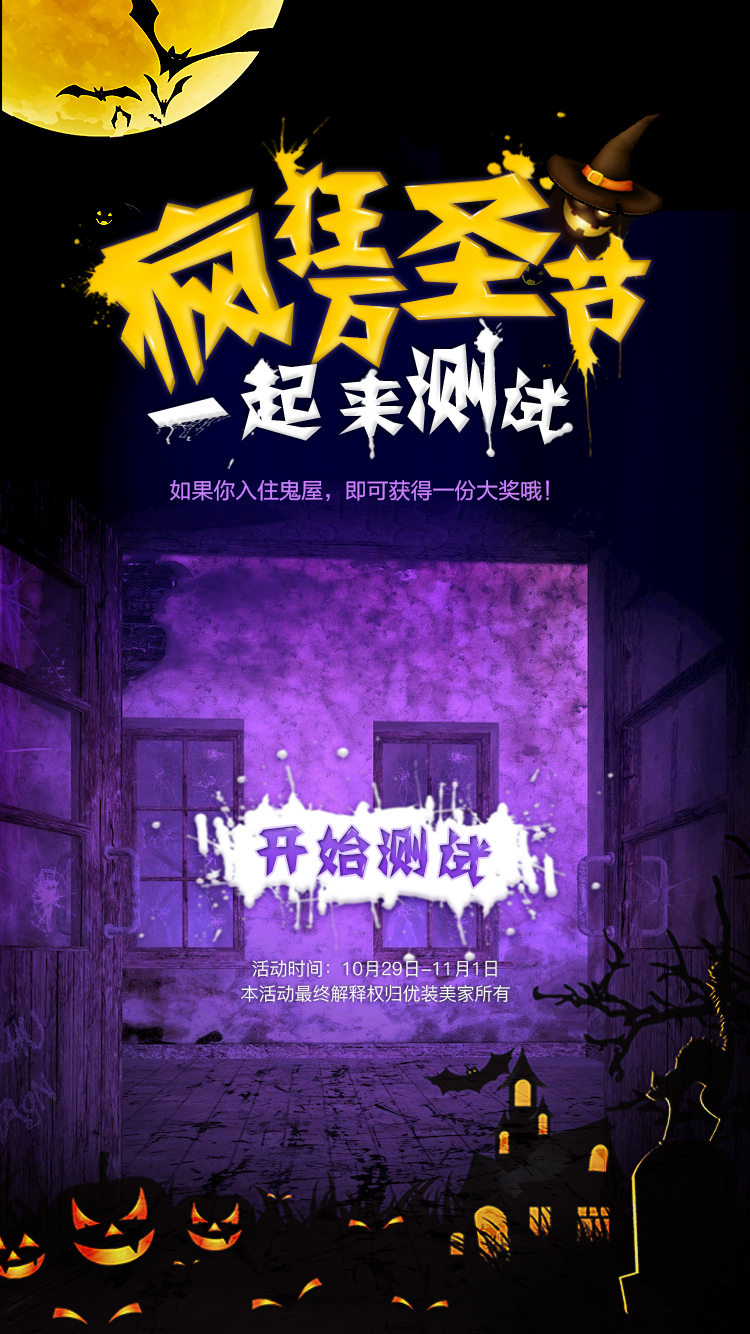 疯狂万圣节
一起来测试
如果你入住鬼屋，即可获得一份大奖哦！
开始测试
活动时间：10月29日-11月1日
本活动最终解释权归优装美家所有